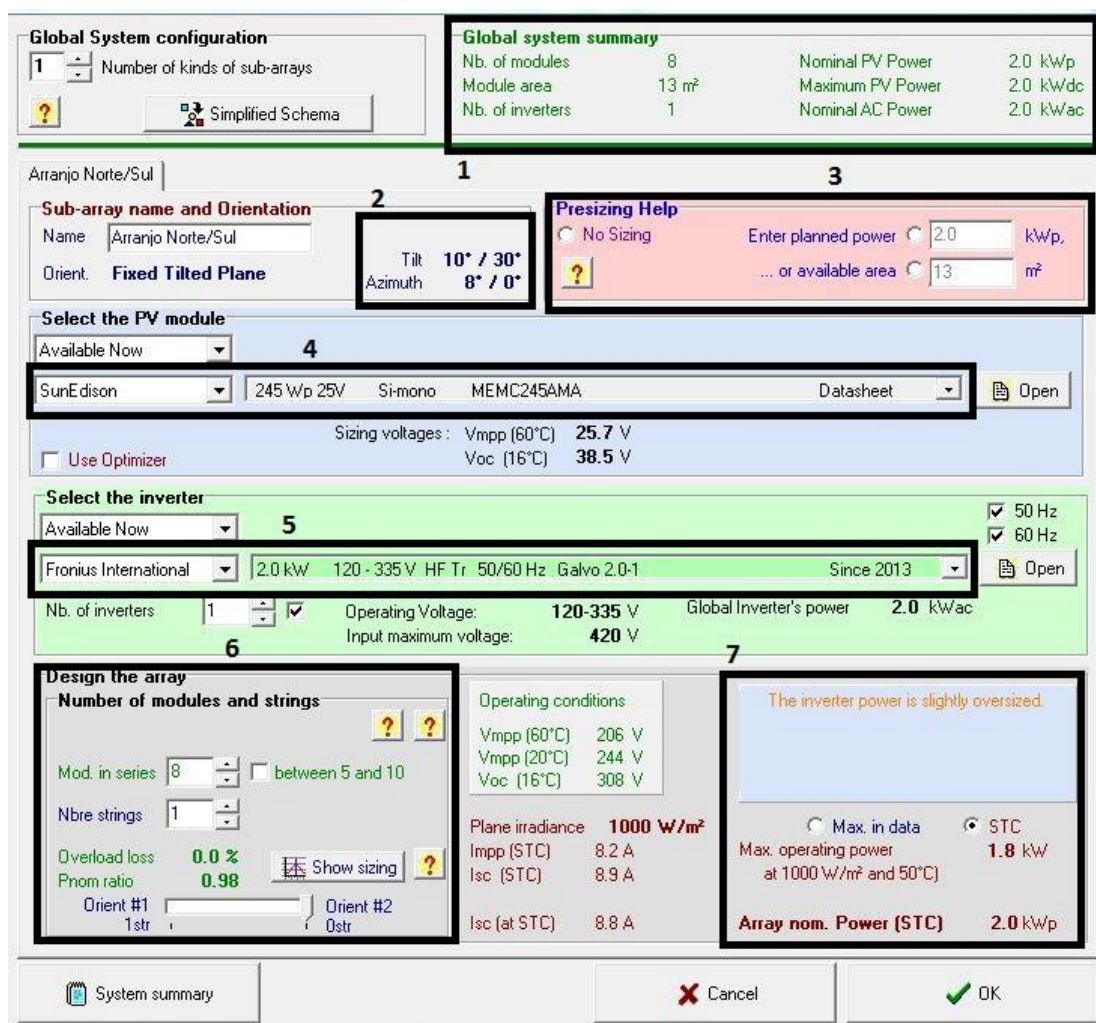 Global System configuration
1 Number of kinds of sub-arrays
? Simplified Schema
Global system summary
Nb. of modules 8 Nominal PV Power 2.0 kWp
Module area 13 m² Maximum PV Power 2.0 kWdc
Nb. of inverters 1 Nominal AC Power 2.0 kWac
1
Arranjo Norte/Sul
2
3
Sub-array name and Orientation
Name Arranjo Norte/Sul
Orient. Fixed Tilted Plane
Tilt 10° / 30°
Azimuth 8° / 0°
Presizing Help
No Sizing Enter planned power 2.0 kWp,
? ... or available area 13 m²
Select the PV module
Available Now
4
SunEdison 245 Wp 25V Si-mono MEMC245AMA Datasheet Open
Sizing voltages : Vmpp (60°C) 25.7 V
Use Optimizer Voc (16°C) 38.5 V
Select the inverter
Available Now
5
50 Hz
60 Hz
Fronius International 2.0 kW 120 - 335 V HF Tr 50/60 Hz Galvo 2.0-1 Since 2013 Open
Nb. of inverters 1 Operating Voltage: 120-335 V Global Inverter's power 2.0 kWac
Input maximum voltage: 420 V
6
7
Design the array
Number of modules and strings
? ?
Mod. in series 8 between 5 and 10
Nbre strings 1
Overload loss 0.0 %
Pnom ratio 0.98
Show sizing ?
Orient #1 Orient #2
1str 0str
Operating conditions
Vmpp (60°C) 206 V
Vmpp (20°C) 244 V
Voc (16°C) 308 V
Plane irradiance 1000 W/m²
Impp (STC) 8.2 A
Isc (STC) 8.9 A
Isc (at STC) 8.8 A
The inverter power is slightly oversized.
Max. in data STC
Max. operating power 1.8 kW
at 1000 W/m² and 50°C)
Array nom. Power (STC) 2.0 kWp
System summary Cancel OK